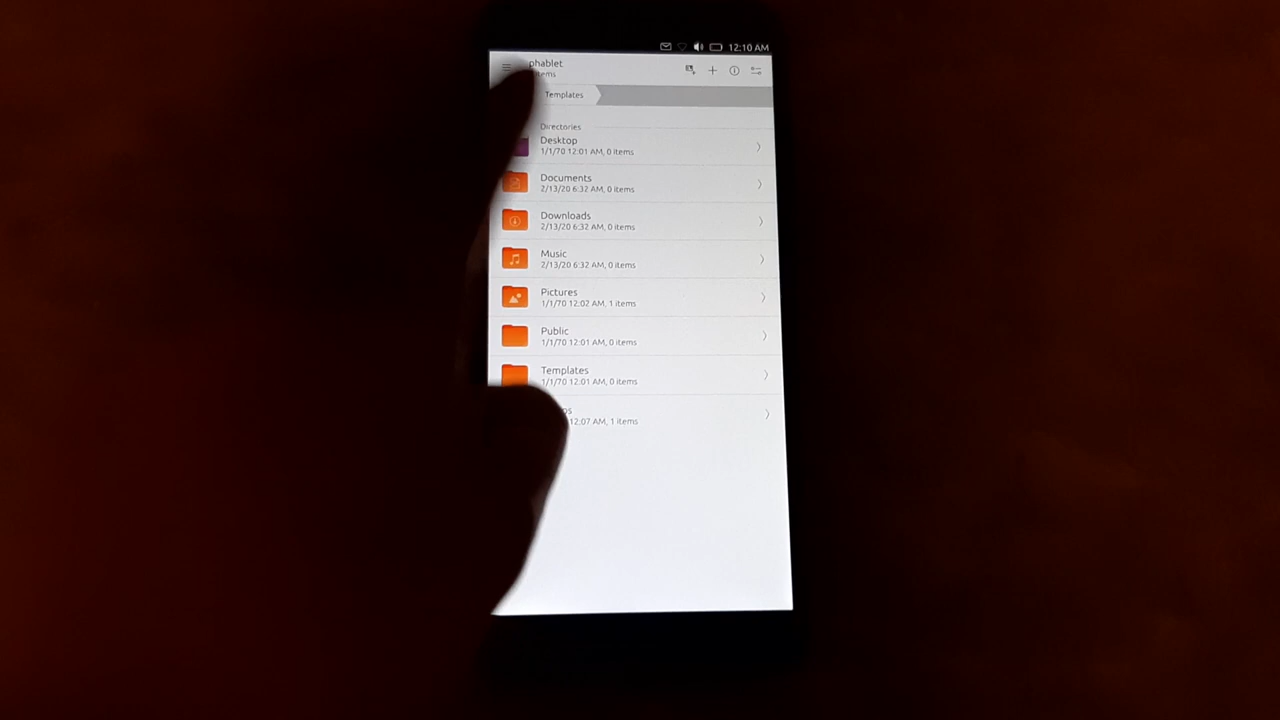 12:10 AM
phablet
items
Templates
Directories
Desktop
1/1/70 12:01 AM, 0 items
Documents
2/13/20 6:32 AM, 0 items
Downloads
2/13/20 6:32 AM, 0 items
Music
2/13/20 6:32 AM, 0 items
Pictures
1/1/70 12:02 AM, 1 items
Public
1/1/70 12:01 AM, 0 items
Templates
1/1/70 12:01 AM, 0 items
12:07 AM, 1 items